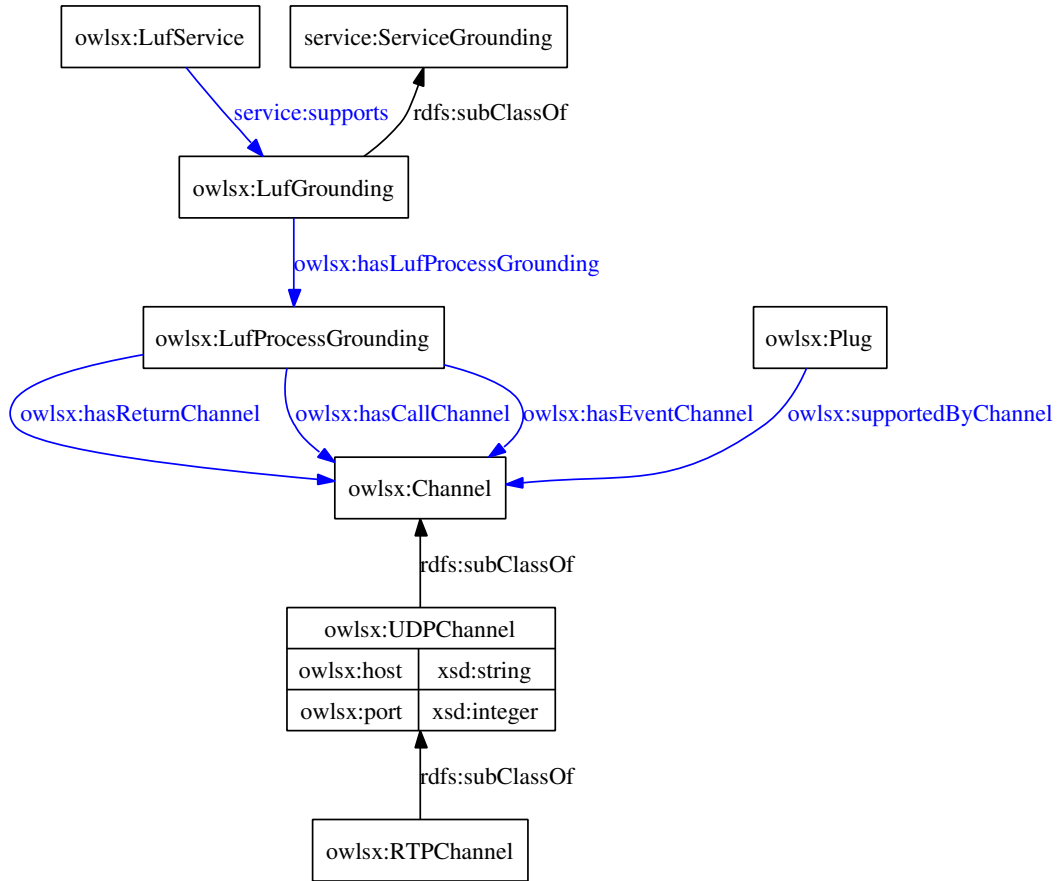 owlsx:LufService
service:ServiceGrounding
service:supports
rdfs:subClassOf
owlsx:LufGrounding
owlsx:hasLufProcessGrounding
owlsx:LufProcessGrounding
owlsx:Plug
owlsx:hasReturnChannel
owlsx:hasCallChannel
owlsx:hasEventChannel
owlsx:supportedByChannel
owlsx:Channel
rdfs:subClassOf
owlsx:UDPChannel
owlsx:host
xsd:string
owlsx:port
xsd:integer
rdfs:subClassOf
owlsx:RTPChannel